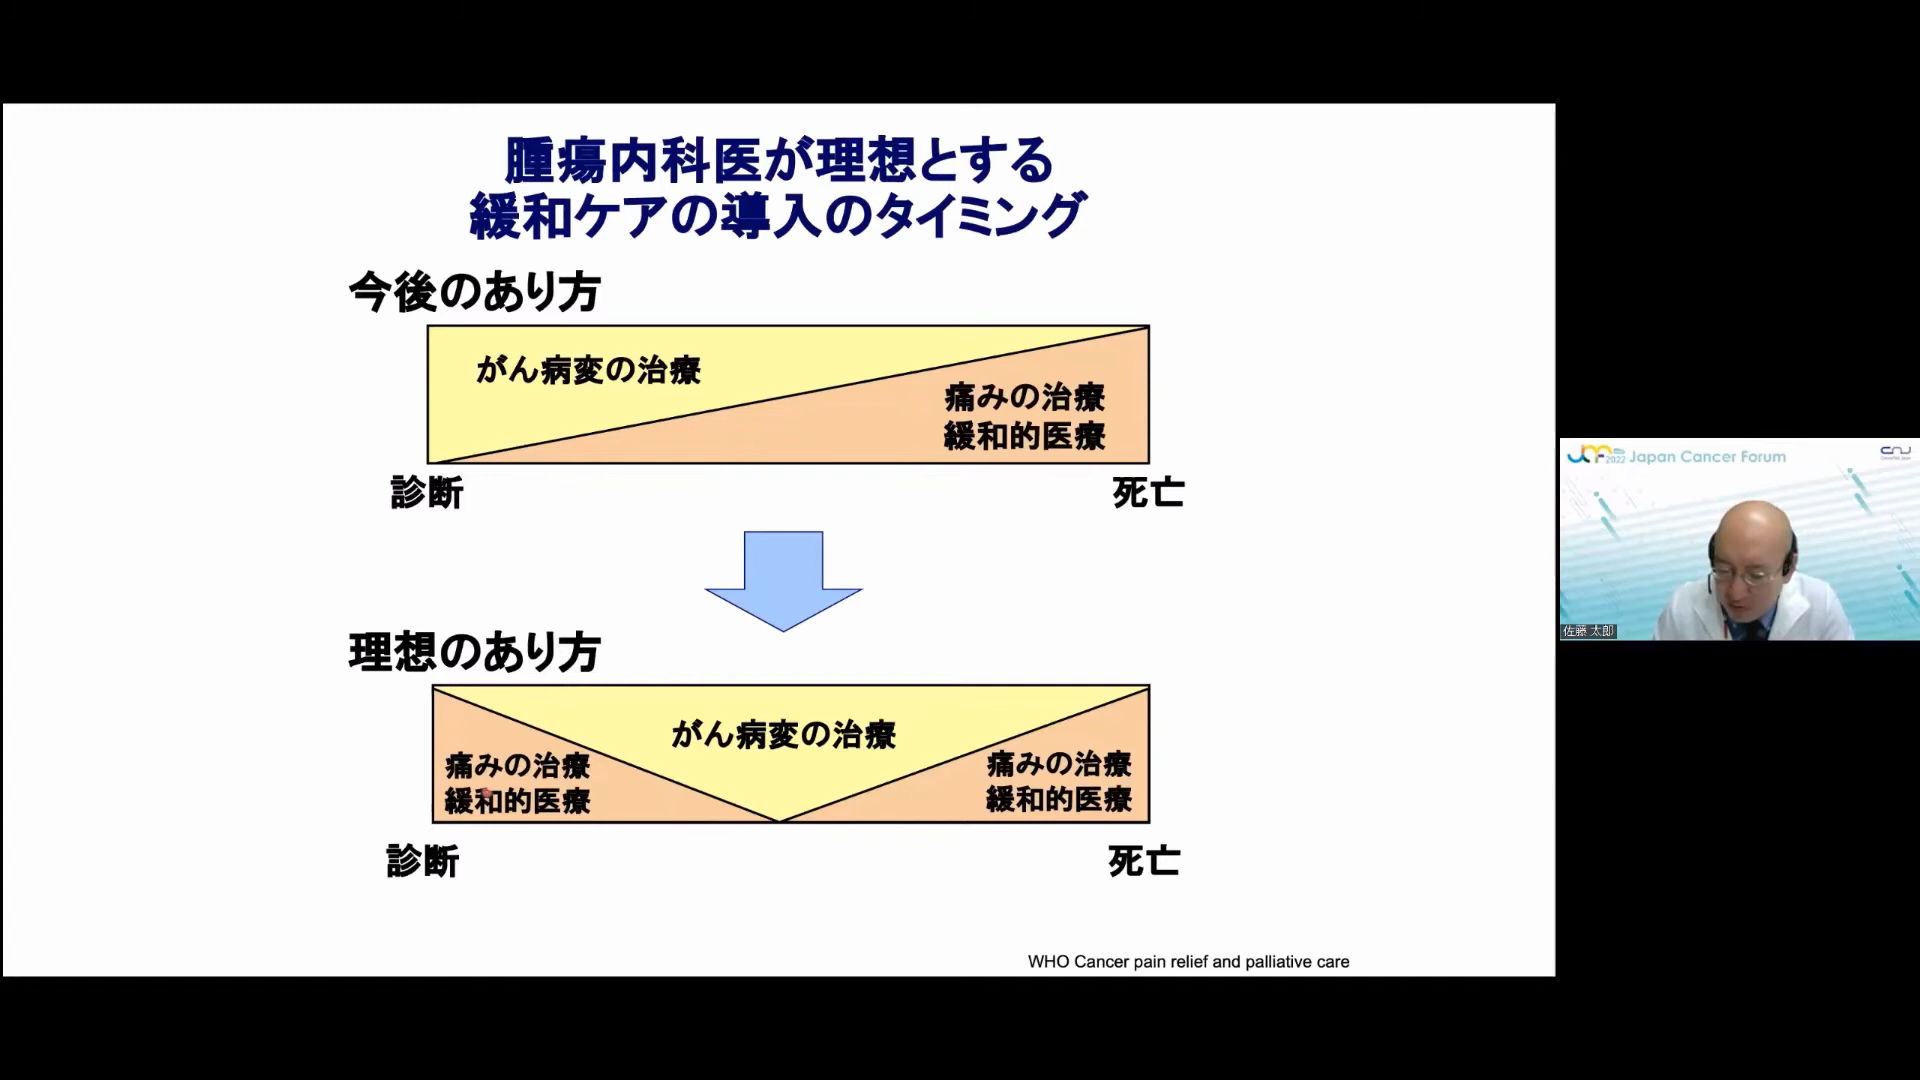 腫瘍内科医が理想とする
緩和ケアの導入のタイミング
今後のあり方
がん病変の治療
痛みの治療
緩和的医療
診断
死亡
理想のあり方
がん病変の治療
痛みの治療
緩和的医療
痛みの治療
緩和的医療
診断
死亡
WHO Cancer pain relief and palliative care
2022 Japan Cancer Forum
佐藤 太郎